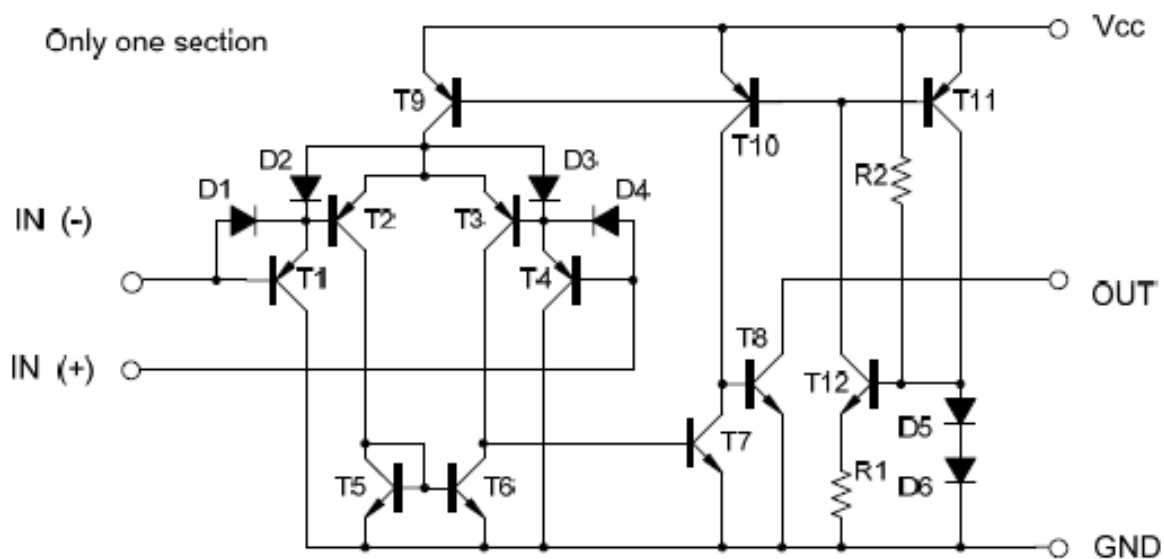 Only one section
Vcc
T9
T10
T11
D2
D3
D1
D4
R2
IN (-)
T2
T3
T1
T4
OUT
IN (+)
T8
T12
D5
T7
T5
T6
R1
D6
GND